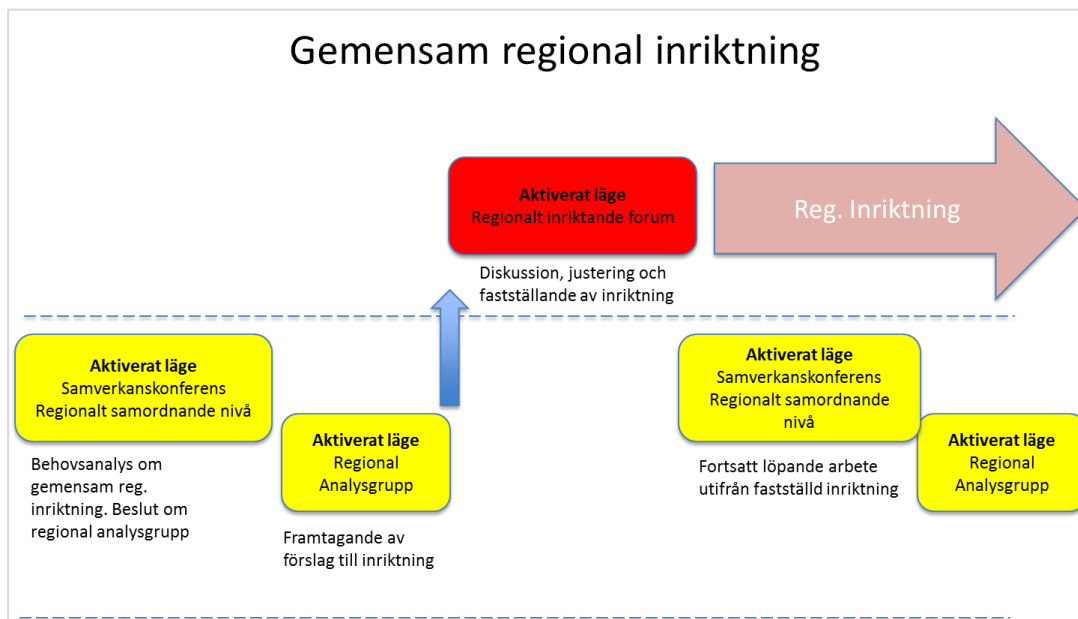 Gemensam regional inriktning
Aktiverat läge
Regionalt inriktande forum
Reg. Inriktning
Diskussion, justering och
fastställande av inriktning
Aktiverat läge
Samverkanskonferens
Regionalt samordnande nivå
Behovsanalys om
gemensam reg.
inriktning. Beslut om
regional analysgrupp
Aktiverat läge
Regional
Analysgrupp
Framtagande av
förslag till inriktning
Aktiverat läge
Samverkanskonferens
Regionalt samordnande
nivå
Fortsatt löpande arbete
utifrån fastställd inriktning
Aktiverat läge
Regional
Analysgrupp